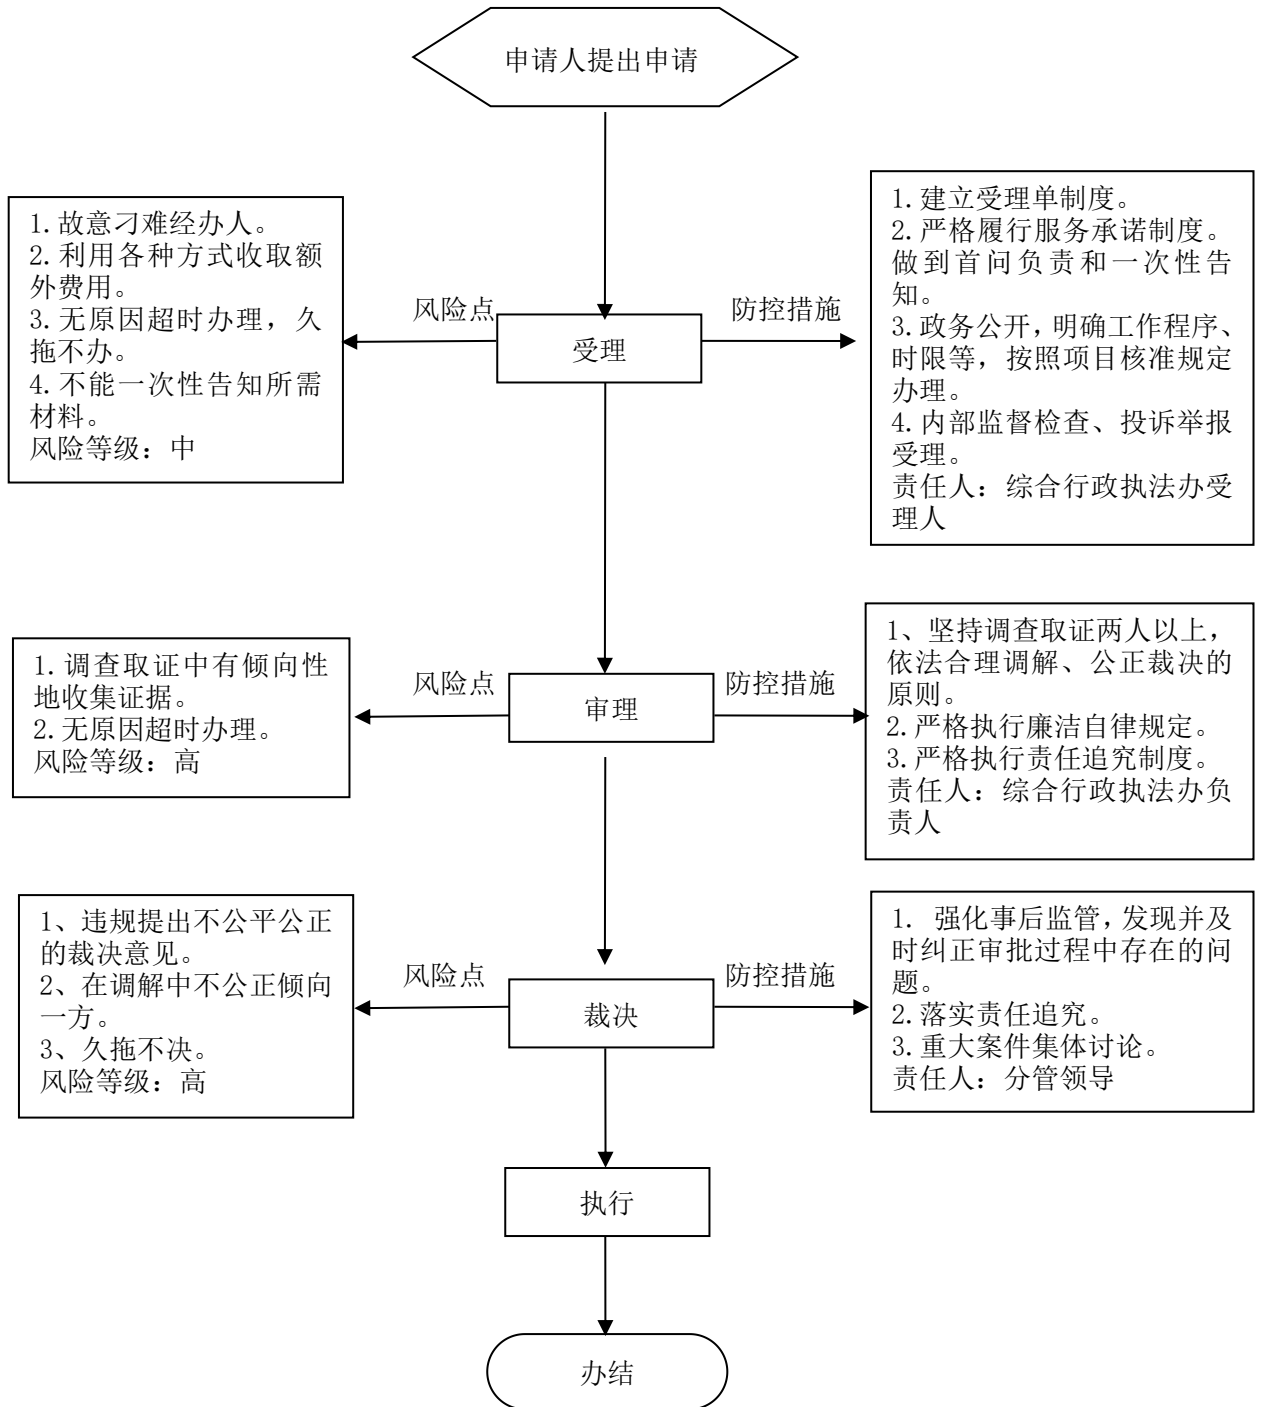 申请人提出申请
1.故意刁难经办人。
2.利用各种方式收取额
外费用。
3.无原因超时办理，久
拖不办。
4.不能一次性告知所需
材料。
风险等级：中
风险点
受理
防控措施
1.建立受理单制度。
2.严格履行服务承诺制度。
做到首问负责和一次性告
知。
3.政务公开，明确工作程序、
时限等，按照项目核准规定
办理。
4.内部监督检查、投诉举报
受理。
责任人：综合行政执法办受
理人
1.调查取证中有倾向性
地收集证据。
2.无原因超时办理。
风险等级：高
风险点
审理
防控措施
1、坚持调查取证两人以上，
依法合理调解、公正裁决的
原则。
2.严格执行廉洁自律规定。
3.严格执行责任追究制度。
责任人：综合行政执法办负
责人
1、违规提出不公平公正
的裁决意见。
2、在调解中不公正倾向
一方。
3、久拖不决。
风险等级：高
风险点
裁决
防控措施
1. 强化事后监管，发现并及
时纠正审批过程中存在的问
题。
2.落实责任追究。
3.重大案件集体讨论。
责任人：分管领导
执行
办结